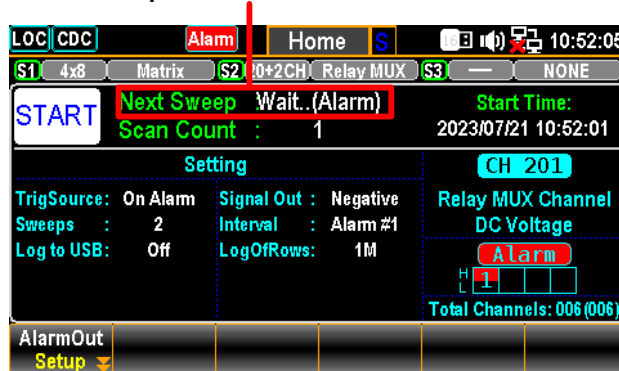 LOC CDC Alarm Home S 10:52:05
S1 4x8 Matrix S2 20+2CH Relay MUX S3 — NONE
START Next Sweep :Wait..(Alarm) Start Time:
Scan Count : 1 2023/07/21 10:52:01
Setting CH 201
TrigSource: On Alarm Signal Out : Negative Relay MUX Channel
Sweeps : 2 Interval : Alarm #1 DC Voltage
Log to USB: Off LogOfRows: 1M Alarm
H 1
L
Total Channels: 006 (006)
AlarmOut
Setup